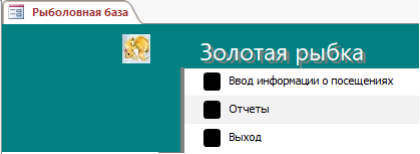 Рыболовная база
Золотая рыбка
Ввод информации о посещениях
Отчеты
Выход